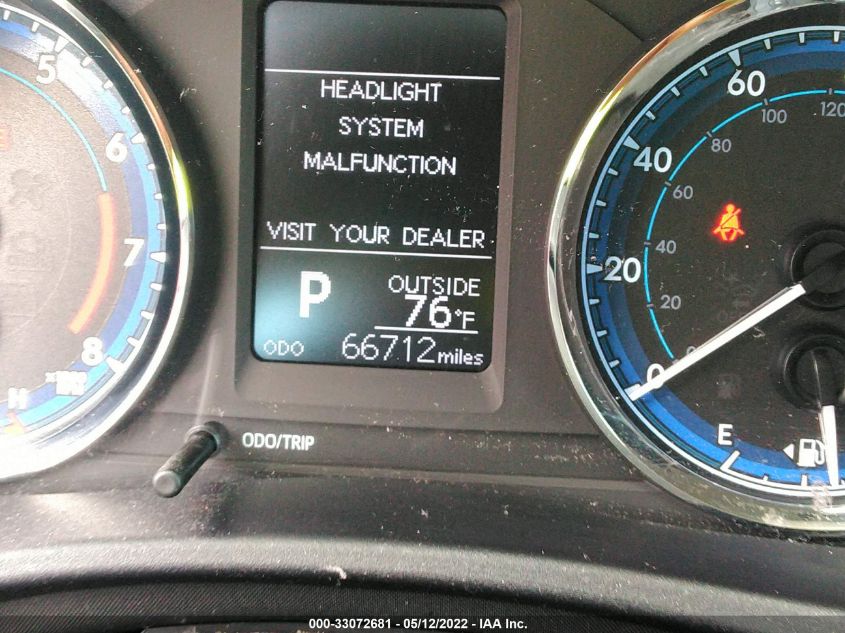 HEADLIGHT
SYSTEM
MALFUNCTION
VISIT YOUR DEALER
P
OUTSIDE
76°F
ODO 66712 miles
ODO/TRIP
5
6
7
8
H
0
20
40
60
0
20
40
60
80
100
120
E
000-33072681 - 05/12/2022 - IAA Inc.